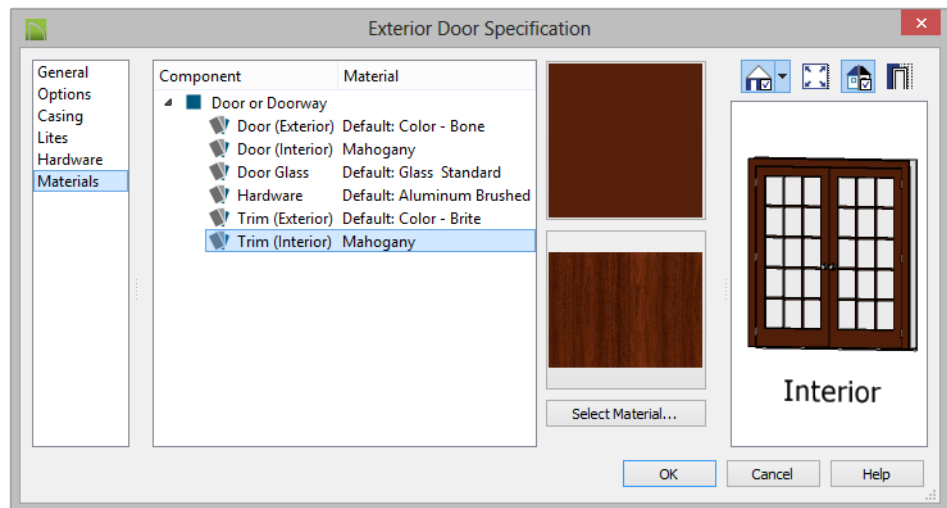 Exterior Door Specification
General
Options
Casing
Lites
Hardware
Materials
Component Material
Door or Doorway
Door (Exterior) Default: Color - Bone
Door (Interior) Mahogany
Door Glass Default: Glass Standard
Hardware Default: Aluminum Brushed
Trim (Exterior) Default: Color - Brite
Trim (Interior) Mahogany
Select Material...
Interior
OK Cancel Help